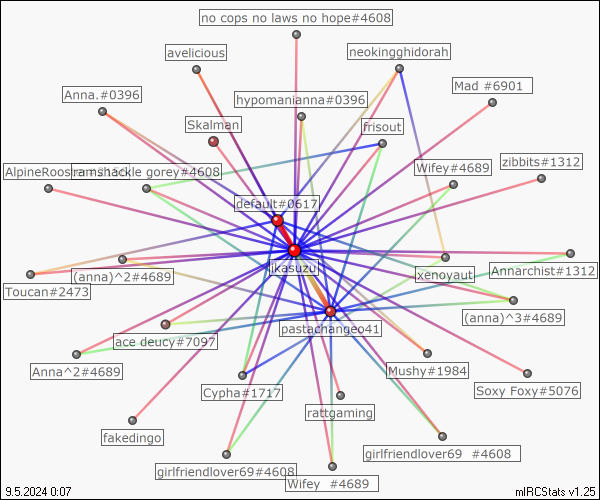 no cops no laws no hope#4608
avelicious
neokingghidorah
Mad #6901
Anna.#0396
hypomanianna#0396
Skalman
frisout
zibbits#1312
ramshackle gorey#4608
Wifey#4689
default#0617
jkasuzu
xenoyaut
Annarchist#1312
(anna)^2#4689
Toucan#2473
(anna)^3#4689
pastachangeo41
ace deucy#7097
Anna^2#4689
Mushy#1984
Cypha#1717
Soxy Foxy#5076
rattgaming
fakedingo
girlfriendlover69 #4608
girlfriendlover69#4608
Wifey #4689
9.5.2024 0:07
mIRCStats v1.25